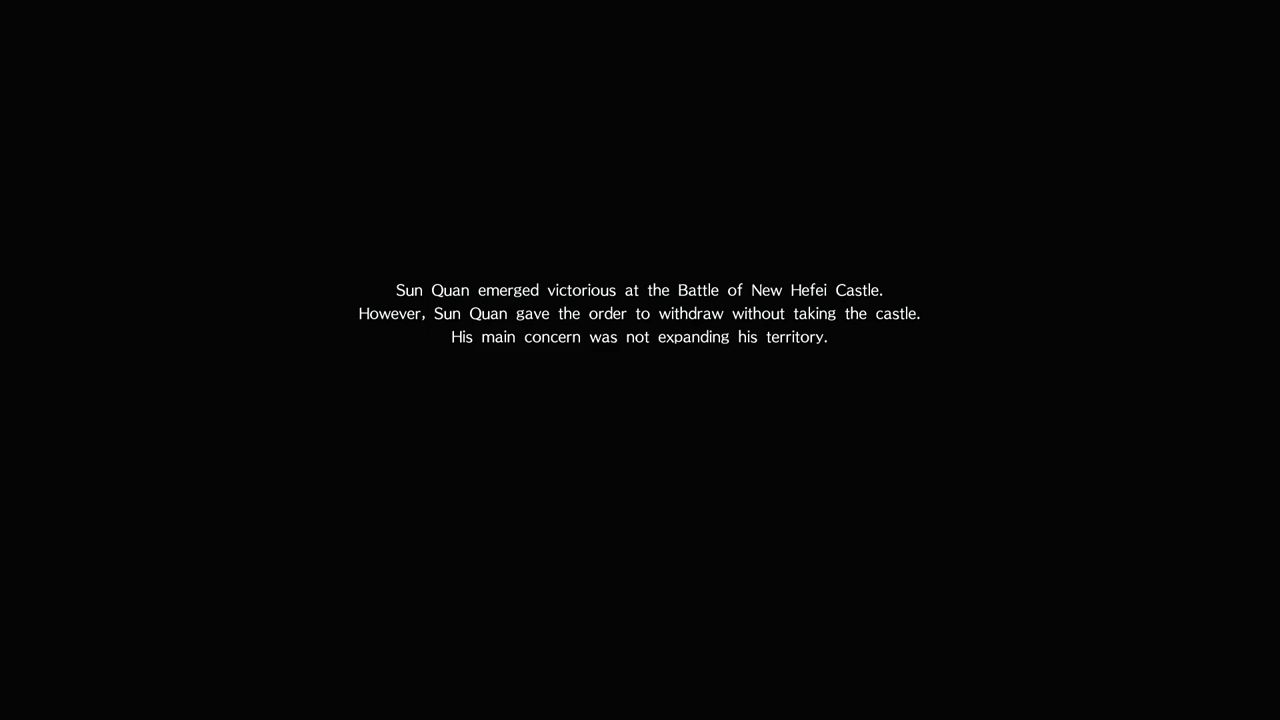 Sun Quan emerged victorious at the Battle of New Hefei Castle.
However, Sun Quan gave the order to withdraw without taking the castle.
His main concern was not expanding his territory.